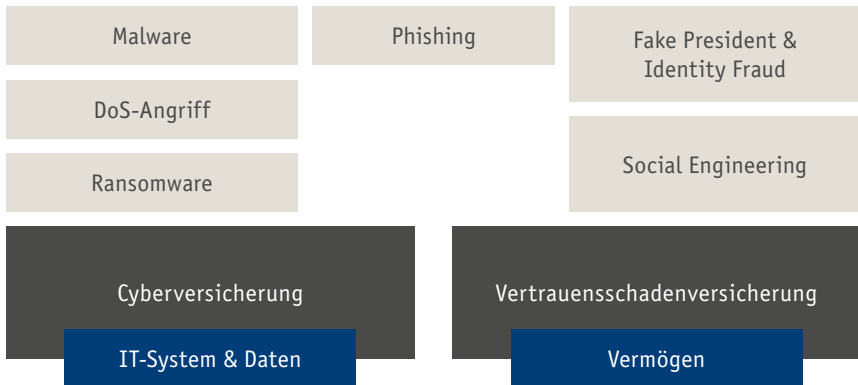 Malware
Phishing
Fake President &
Identity Fraud
DoS-Angriff
Social Engineering
Ransomware
Cyberversicherung
Vertrauensschadenversicherung
IT-System & Daten
Vermögen